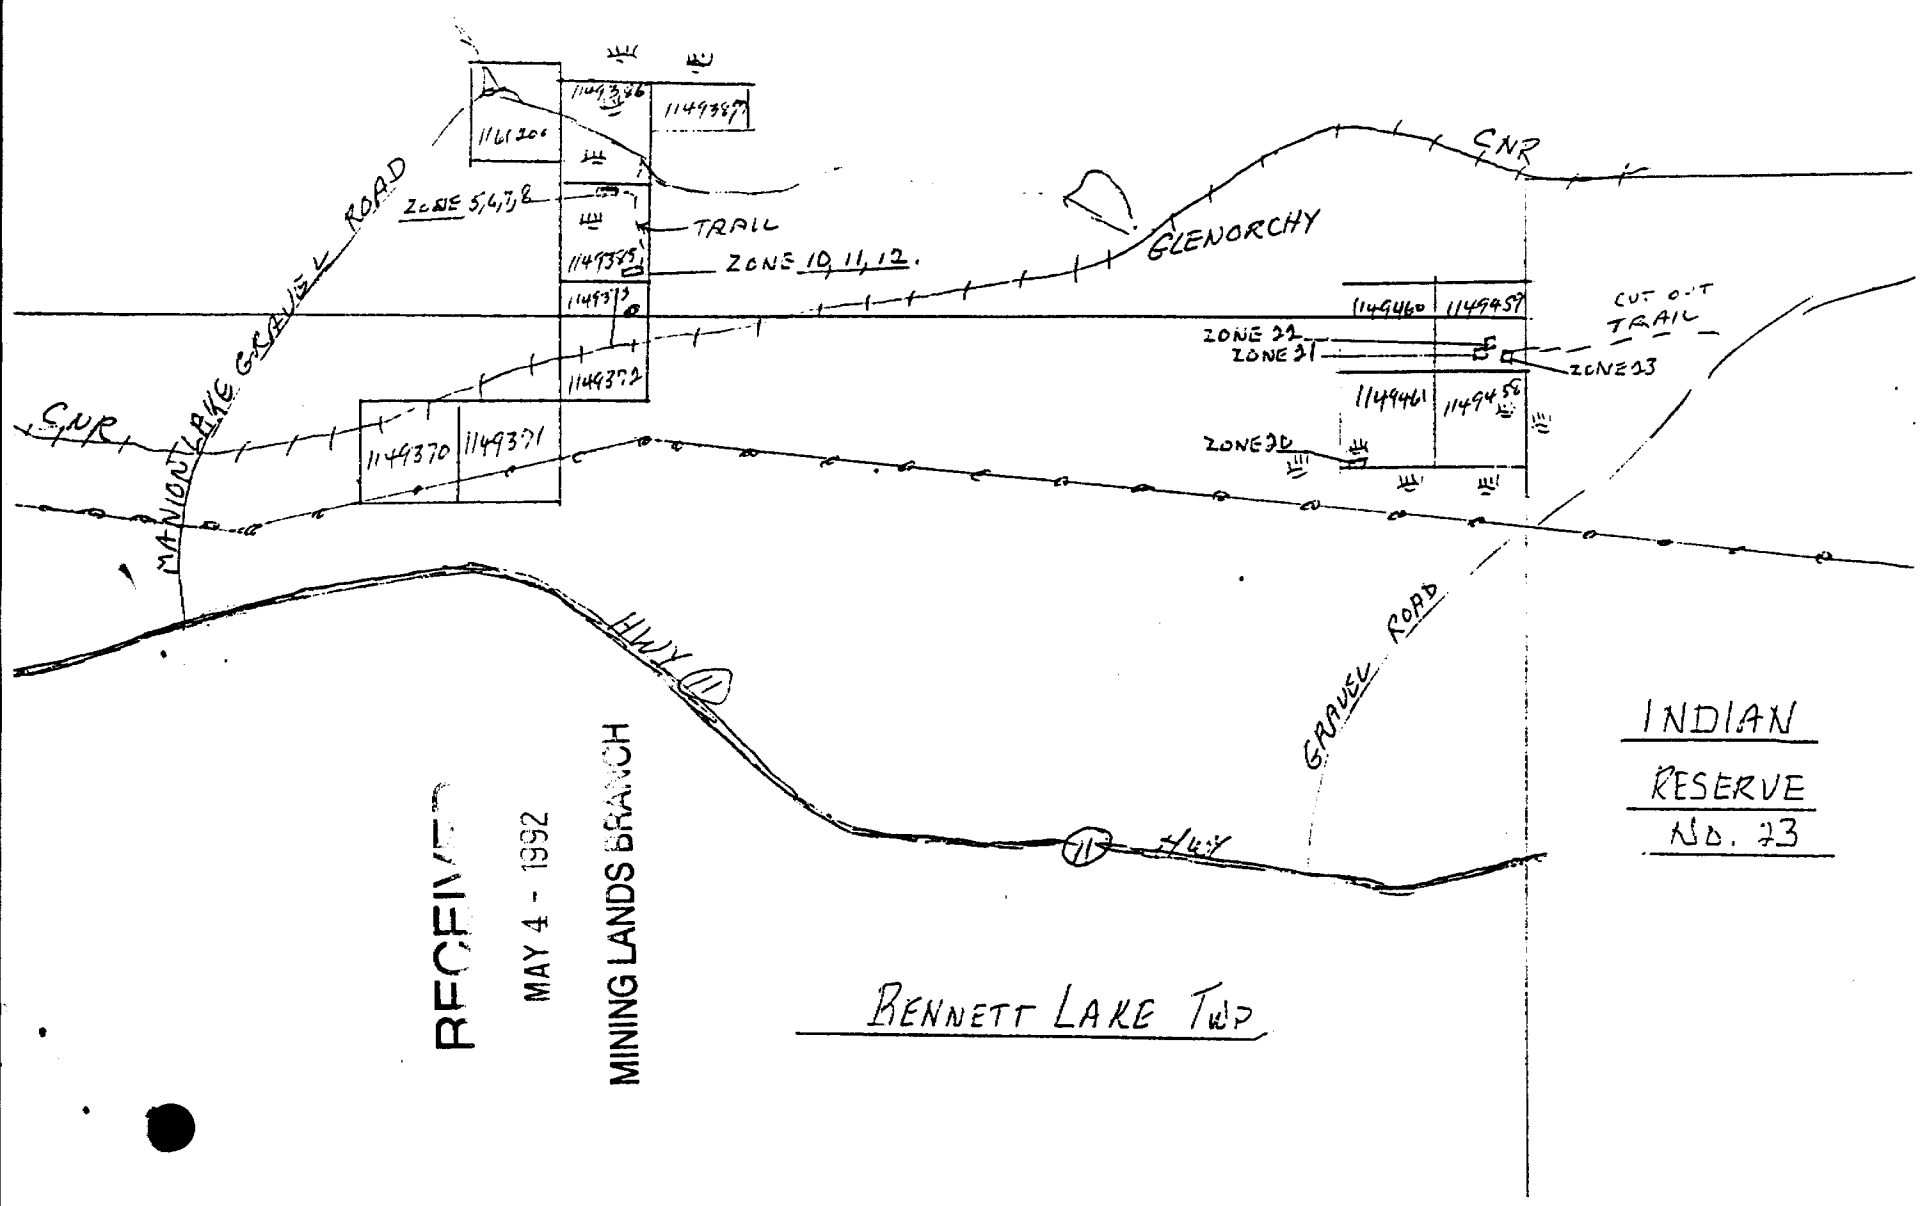 1149386
1149387
1161206
CNR
MANION LAKE GRAVEL ROAD
ZONE 5,6,7,8
TRAIL
GLENORCHY
1149385
ZONE 10, 11, 12.
1149373
1149460
1149459
CUT OUT
TRAIL
ZONE 22
ZONE 21
ZONE 23
1149372
1149461
1149458
CNR
1149370
1149371
ZONE 20
HWY
11
GRAVEL ROAD
INDIAN
RESERVE
No. 23
11
HWY
RECEIVED
MAY 4 - 1992
MINING LANDS BRANCH
BENNETT LAKE TWP